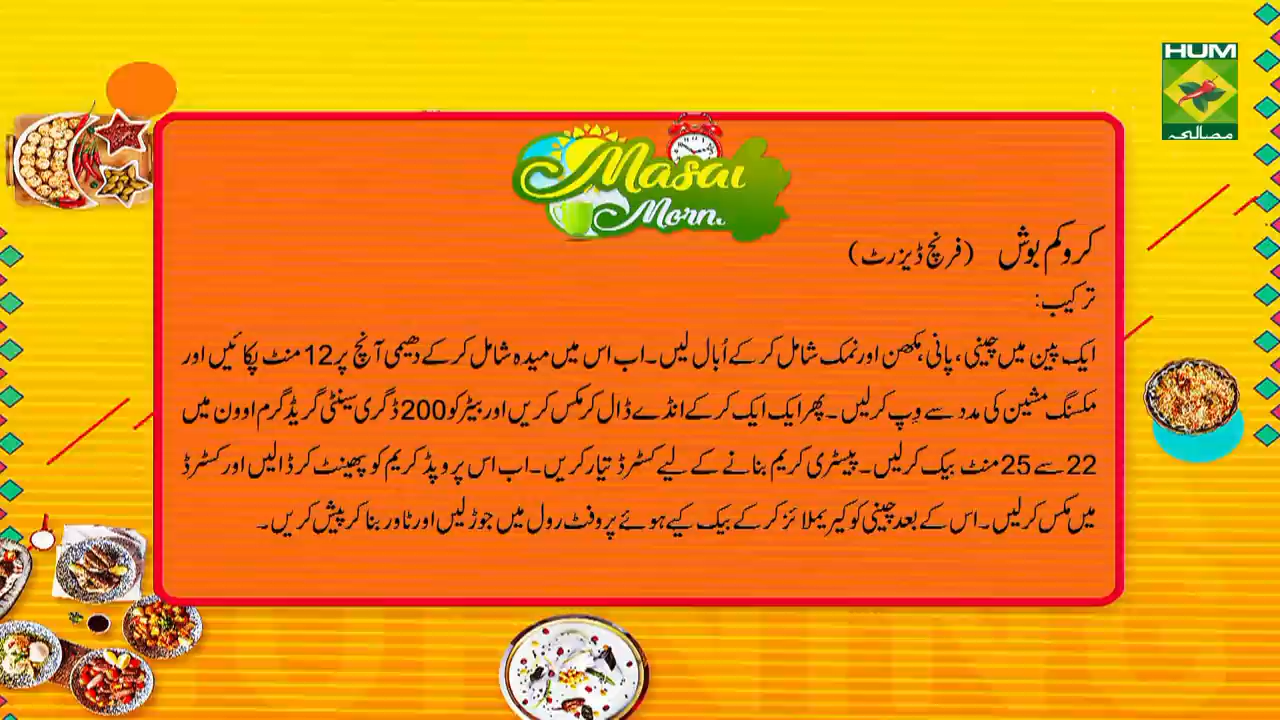 HUM
مصالحہ
Masal
Morn
کروکم بوش (فرنچ ڈیزرٹ)
ترکیب:
ایک پین میں چینی، پانی، مکھن اور نمک شامل کر کے اُبال لیں۔ اب اس میں میدہ شامل کر کے دھیمی آنچ پر 12 منٹ پکائیں اور
مکسنگ مشین کی مدد سے وِپ کرلیں۔ پھر ایک ایک کر کے انڈے ڈال کر مکس کریں اور بیٹر کو 200 ڈگری سینٹی گریڈ گرم اوون میں
22 سے 25 منٹ بیک کرلیں۔ پیسٹری کریم بنانے کے لیے کسٹرڈ تیار کریں۔ اب اس پر وپڈ کریم کو پھینٹ کر ڈالیں اور کسٹرڈ
میں مکس کرلیں۔ اس کے بعد چینی کو کیریملائز کر کے بیک کیے ہوئے پروفٹ رول میں جوڑ لیں اور ٹاور بنا کر پیش کریں۔